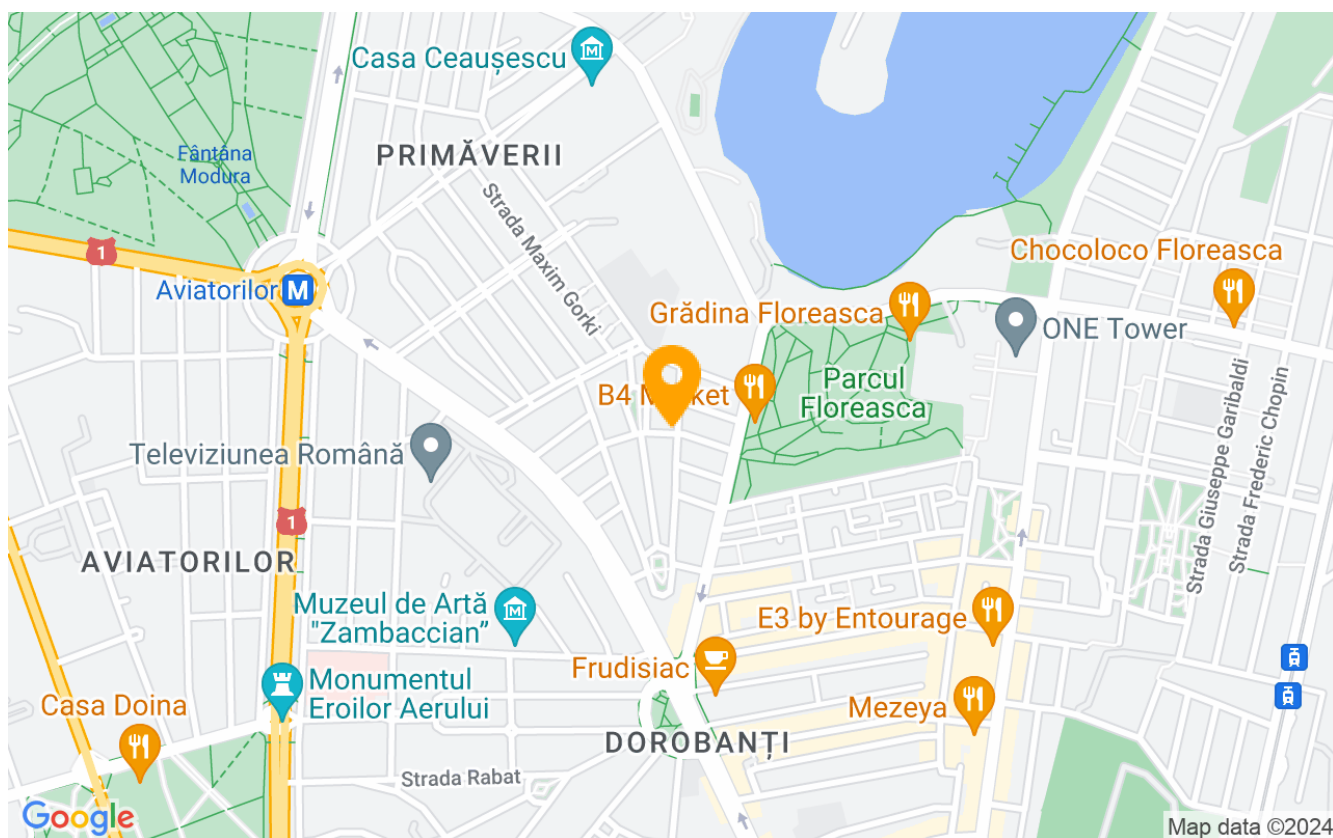 Casa Ceaușescu
PRIMĂVERII
Fântâna
Modura
Strada Maxim Gorki
1
Aviatorilor
M
Chocoloco Floreasca
Grădina Floreasca
ONE Tower
B4 M ket
Parcul
Floreasca
Televiziunea Română
Strada Giuseppe Garibaldi
Strada Frederic Chopin
1
AVIATORILOR
Muzeul de Artă
"Zambaccian”
E3 by Entourage
Frudisiac
Monumentul
Eroilor Aerului
Casa Doina
Mezeya
DOROBANȚI
Strada Rabat
Google
Map data ©2024